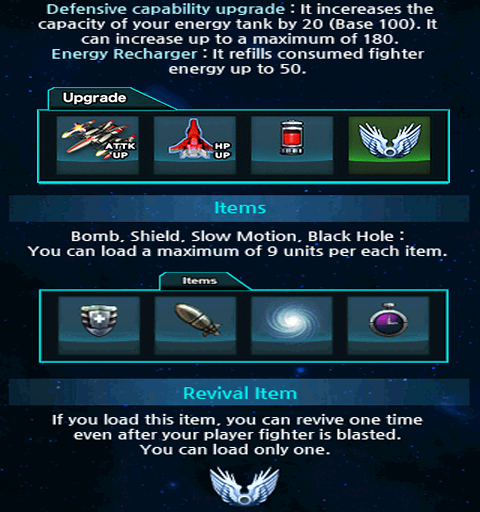 Defensive capability upgrade : It incereases the
capacity of your energy tank by 20 (Base 100). It
can increase up to a maximum of 180.
Energy Recharger : It refills consumed fighter
energy up to 50.
Upgrade
ATTK
UP
HP
UP
Items
Bomb, Shield, Slow Motion, Black Hole :
You can load a maximum of 9 units per each item.
Items
Revival Item
If you load this item, you can revive one time
even after your player fighter is blasted.
You can load only one.